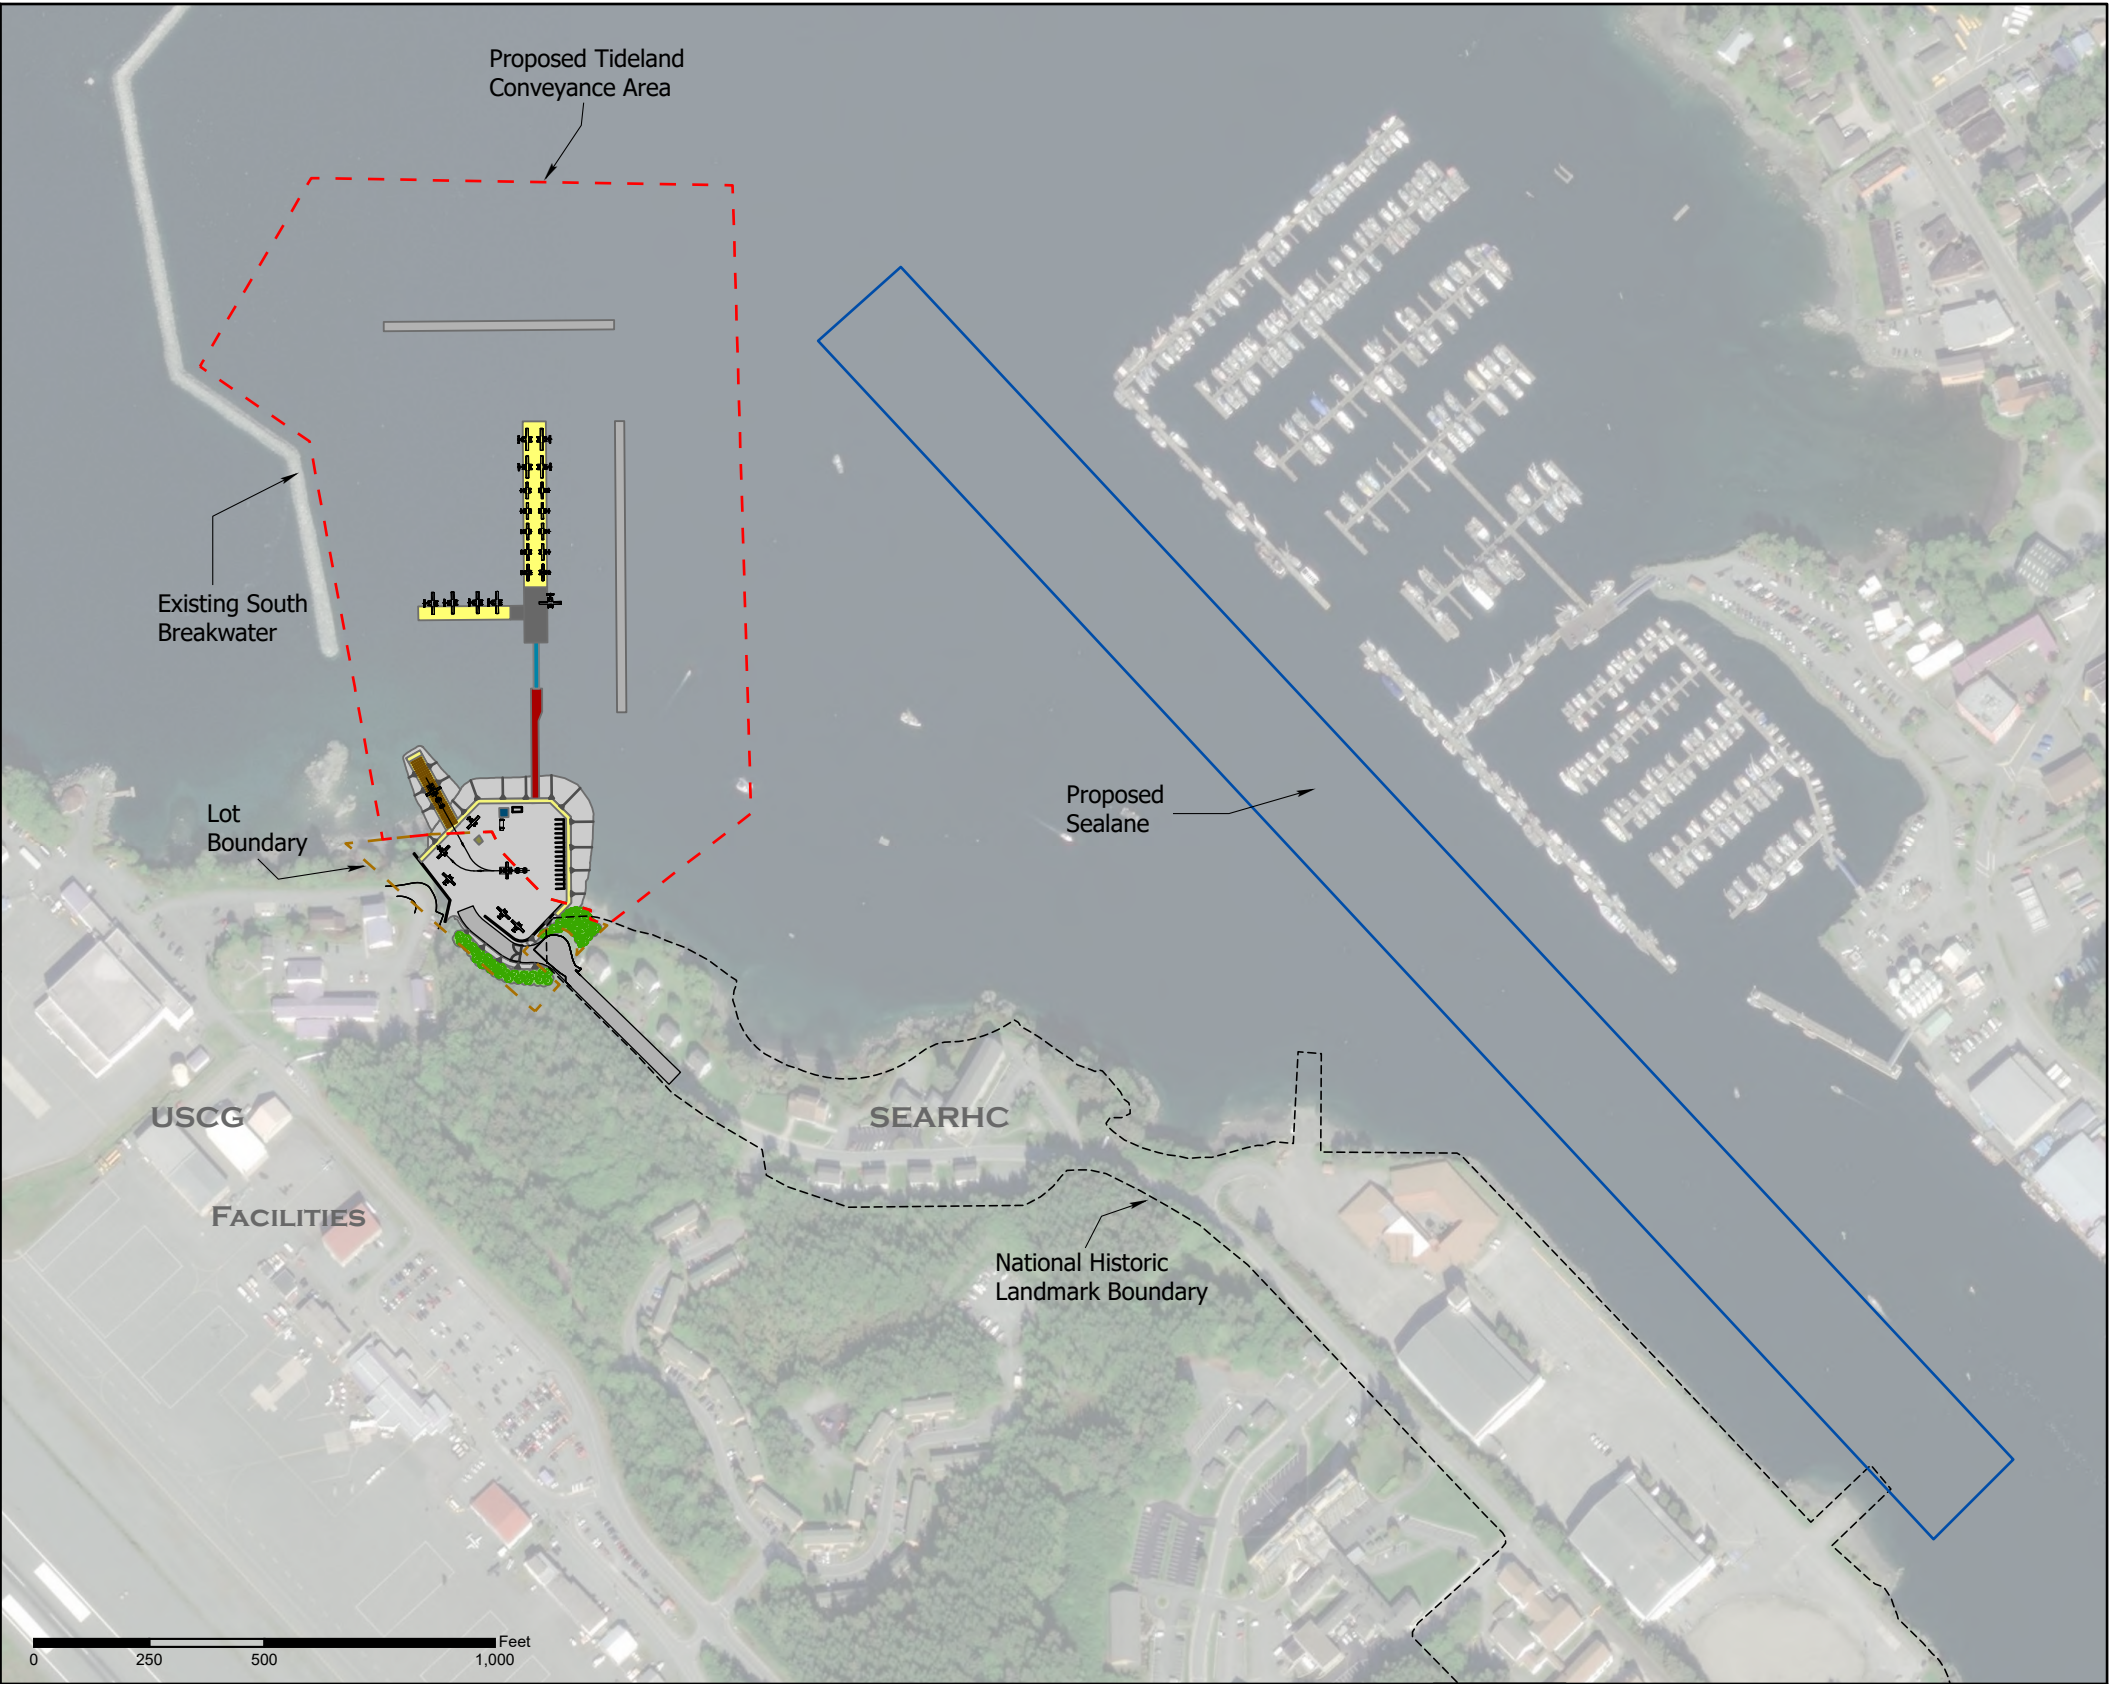 Proposed Tideland
Conveyance Area
Existing South
Breakwater
Lot
Boundary
Proposed
Sealane
USCG
FACILITIES
SEARHC
National Historic
Landmark Boundary
Feet
0 250 500 1,000